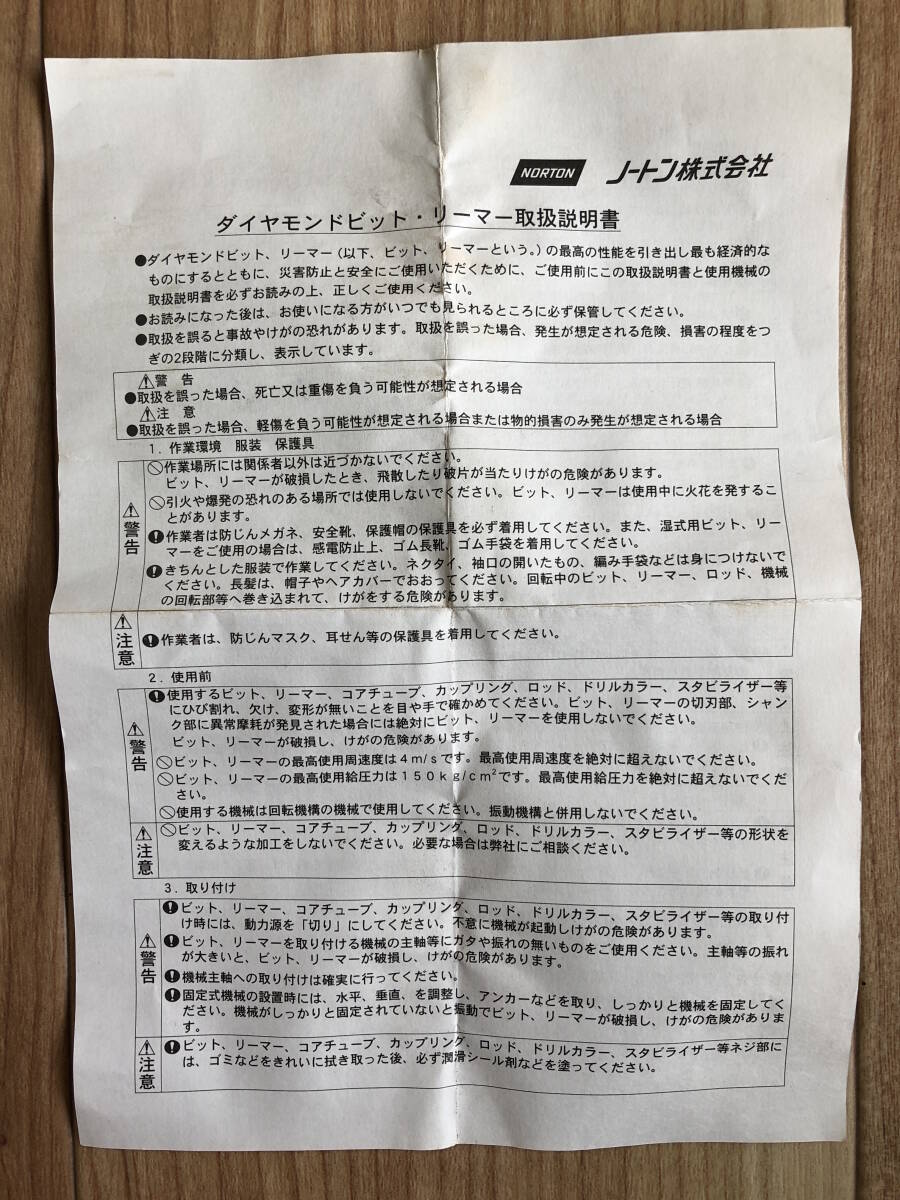 NORTON ノートン株式会社
ダイヤモンドビット・リーマー取扱説明書
●ダイヤモンドビット、リーマー(以下、ビット、リーマーという。)の最高の性能を引き出し最も経済的な
ものにするとともに、災害防止と安全にご使用いただくために、ご使用前にこの取扱説明書と使用機械の
取扱説明書を必ずお読みの上、正しくご使用ください。
●お読みになった後は、お使いになる方がいつでも見られるところに必ず保管してください。
●取扱を誤ると事故やけがの恐れがあります。取扱を誤った場合、発生が想定される危険、損害の程度をつ
ぎの2段階に分類し、表示しています。
⚠警 告
●取扱を誤った場合、死亡又は重傷を負う可能性が想定される場合
⚠注 意
●取扱を誤った場合、軽傷を負う可能性が想定される場合または物的損害のみ発生が想定される場合
1.作業環境 服装 保護具
⚠警告
作業場所には関係者以外は近づかないでください。
ビット、リーマーが破損したとき、飛散したり破片が当たりけがの危険があります。
引火や爆発の恐れのある場所では使用しないでください。ビット、リーマーは使用中に火花を発するこ
とがあります。
作業者は防じんメガネ、安全靴、保護帽の保護具を必ず着用してください。また、湿式用ビット、リー
マーをご使用の場合は、感電防止上、ゴム長靴、ゴム手袋を着用してください。
きちんとした服装で作業してください。ネクタイ、袖口の開いたもの、編み手袋などは身につけないで
ください。長髪は、帽子やヘアカバーでおおってください。回転中のビット、リーマー、ロッド、機械
の回転部等へ巻き込まれて、けがをする危険があります。
⚠注意
作業者は、防じんマスク、耳せん等の保護具を着用してください。
2.使用前
⚠警告
使用するビット、リーマー、コアチューブ、カップリング、ロッド、ドリルカラー、スタビライザー等
にひび割れ、欠け、変形が無いことを目や手で確かめてください。ビット、リーマーの切刃部、シャン
ク部に異常摩耗が発見された場合には絶対にビット、リーマーを使用しないでください。
ビット、リーマーが破損し、けがの危険があります。
ビット、リーマーの最高使用周速度は4m/sです。最高使用周速度を絶対に超えないでください。
ビット、リーマーの最高使用給圧力は150kg/cm²です。最高使用給圧力を絶対に超えないでくだ
さい。
使用する機械は回転機構の機械で使用してください。振動機構と併用しないでください。
⚠注意
ビット、リーマー、コアチューブ、カップリング、ロッド、ドリルカラー、スタビライザー等の形状を
変えるような加工をしないでください。必要な場合は弊社にご相談ください。
3.取り付け
⚠警告
ビット、リーマー、コアチューブ、カップリング、ロッド、ドリルカラー、スタビライザー等の取り付
け時には、動力源を「切り」にしてください。不意に機械が起動しけがの危険があります。
ビット、リーマーを取り付ける機械の主軸等にガタや振れの無いものをご使用ください。主軸等の振れ
が大きいと、ビット、リーマーが破損し、けがの危険があります。
機械主軸への取り付けは確実に行ってください。
固定式機械の設置時には、水平、垂直、を調整し、アンカーなどを取り、しっかりと機械を固定してく
ださい。機械がしっかりと固定されていないと振動でビット、リーマーが破損し、けがの危険がありま
す。
⚠注意
ビット、リーマー、コアチューブ、カップリング、ロッド、ドリルカラー、スタビライザー等ネジ部に
は、ゴミなどをきれいに拭き取った後、必ず潤滑シール剤などを塗ってください。